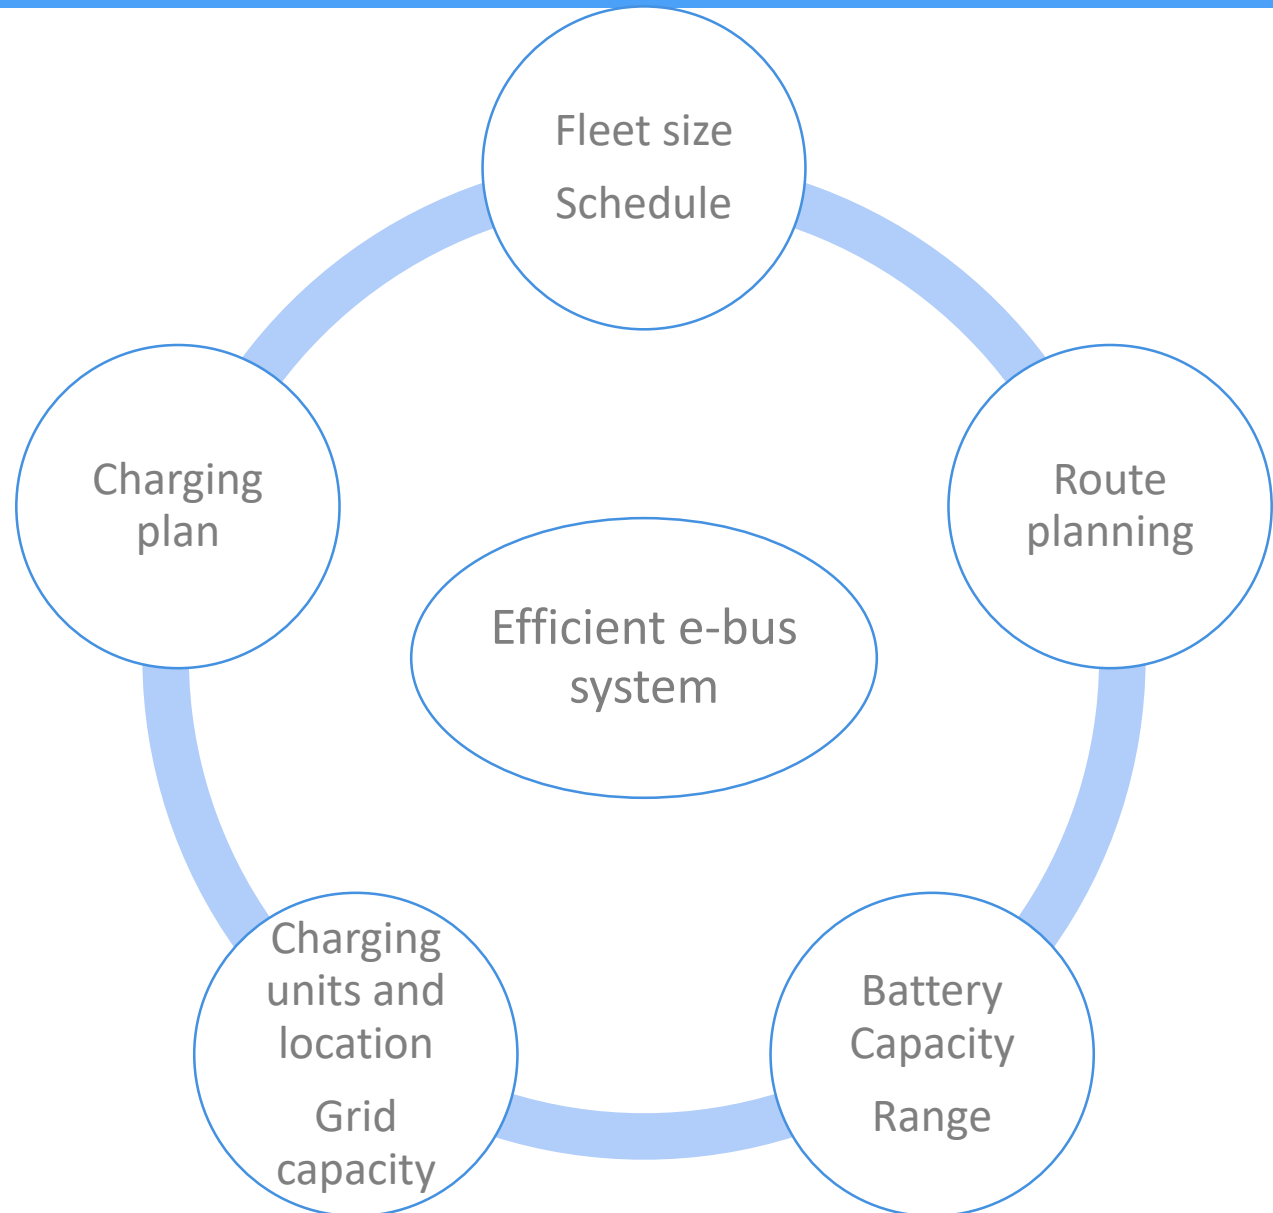 Fleet size
Schedule
Charging
plan
Route
planning
Efficient e-bus
system
Charging
units and
location
Grid
capacity
Battery
Capacity
Range